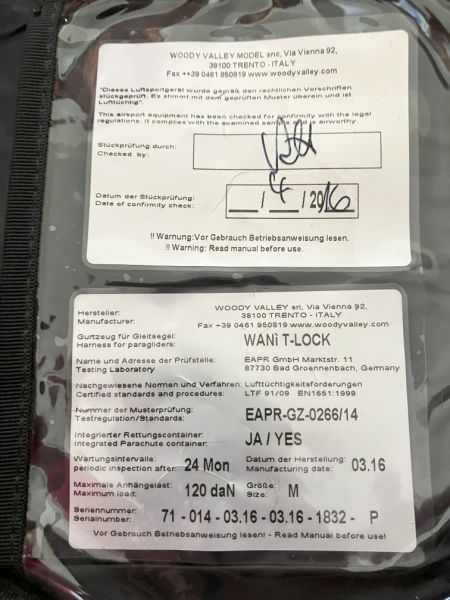 WOODY VALLEY MODEL snc, Via Vienna 92,
38100 TRENTO - ITALY
Fax ++39 0461 950819 www.woodyvalley.com
"Dieses Luftsportgerät wurde gemäß den rechtlichen Vorschriften
stückgeprüft. Es stimmt mit dem geprüften Muster überein und ist
Lufttüchtig".
This airsport equipment has been checked for confirmity with the legal
regulations. It complies with the examined sample and is airworthy.
Stückprüfung durch:
Checked by:
Datum der Stückprüfung:
Date of confirmity check:
__/ 4 / 2016
!! Warnung:Vor Gebrauch Betriebsanweisung lesen.
!! Warning: Read manual before use.
Hersteller: WOODY VALLEY srl, Via Vienna 92,
Manufacturer: 38100 TRENTO - ITALY
Fax ++39 0461 950819 www.woodyvalley.com
Gurtzeug für Gleitsegel: WANI T-LOCK
Harness for paragliders:
Name und Adresse der Prüfstelle: EAPR GmbH Marktstr. 11
Testing Laboratory 87730 Bad Groennenbach, Germany
Nachgewiesene Normen und Verfahren: Lufttüchtigkeitsforderungen
Certified standards and procedures: LTF 91/09 EN1651:1999
Nummer der Musterprüfung: EAPR-GZ-0266/14
Testregulation/Standards:
Integrierter Rettungscontainer: JA / YES
Integrated Parachute container:
Wartungsintervalle: 24 Mon Datum der Herstellung: 03.16
periodic inspection after: Manufacturing date:
Maximale Anhängelast: 120 daN Größe: M
Maximum load: Size:
Seriennummer: 71 - 014 - 03.16 - 03.16 - 1832 - P
Serialnumber:
Vor Gebrauch Betriebsanweisung lesen! - Read Manual before use!